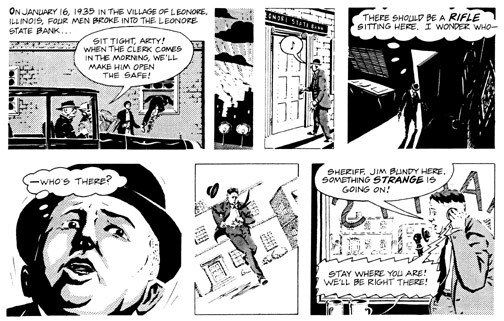 ON JANUARY 16, 1935 IN THE VILLAGE OF LEONORE,
ILLINOIS, FOUR MEN BROKE INTO THE LEONORE
STATE BANK...
SIT TIGHT, ARTY!
WHEN THE CLERK COMES
IN THE MORNING, WE'LL
MAKE HIM OPEN
THE SAFE!
STATE BANK
THERE SHOULD BE A RIFLE
SITTING HERE. I WONDER WHO—
—WHO'S THERE?
SHERIFF, JIM BUNDY HERE.
SOMETHING STRANGE IS
GOING ON!
STAY WHERE YOU ARE!
WE'LL BE RIGHT THERE!